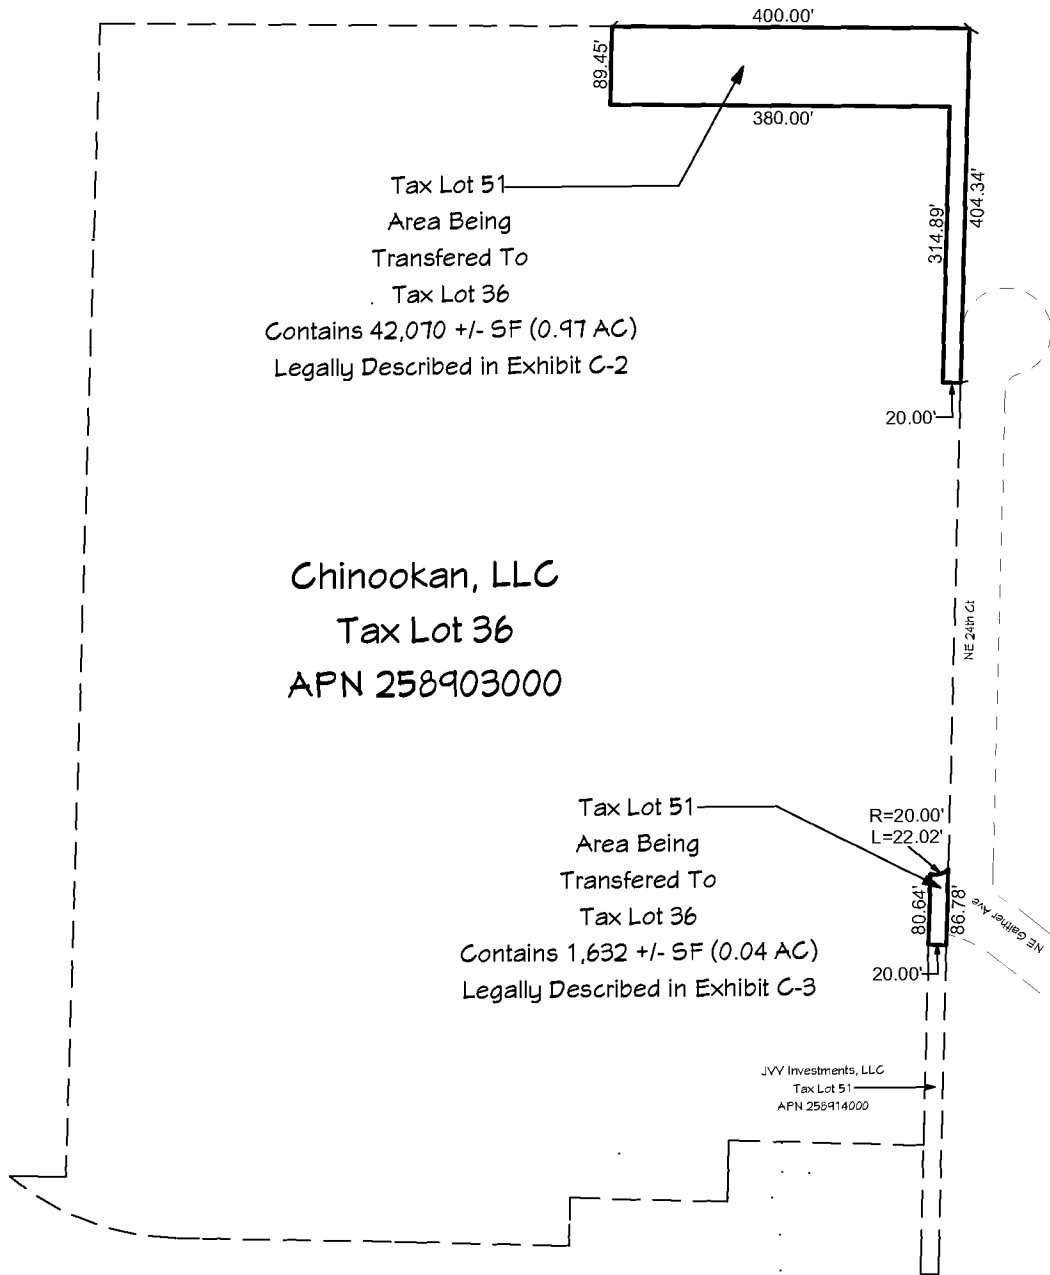 400.00'
89.45'
380.00'
Tax Lot 51
Area Being
Transfered To
Tax Lot 36
Contains 42,070 +/- SF (0.97 AC)
Legally Described in Exhibit C-2
314.89'
404.34'
20.00'
Chinookan, LLC
Tax Lot 36
APN 258903000
NE 24th Ct
Tax Lot 51
Area Being
Transfered To
Tax Lot 36
Contains 1,632 +/- SF (0.04 AC)
Legally Described in Exhibit C-3
R=20.00'
L=22.02'
80.64'
86.78'
NE Gaither Ave
20.00'
JVV Investments, LLC
Tax Lot 51
APN 258914000